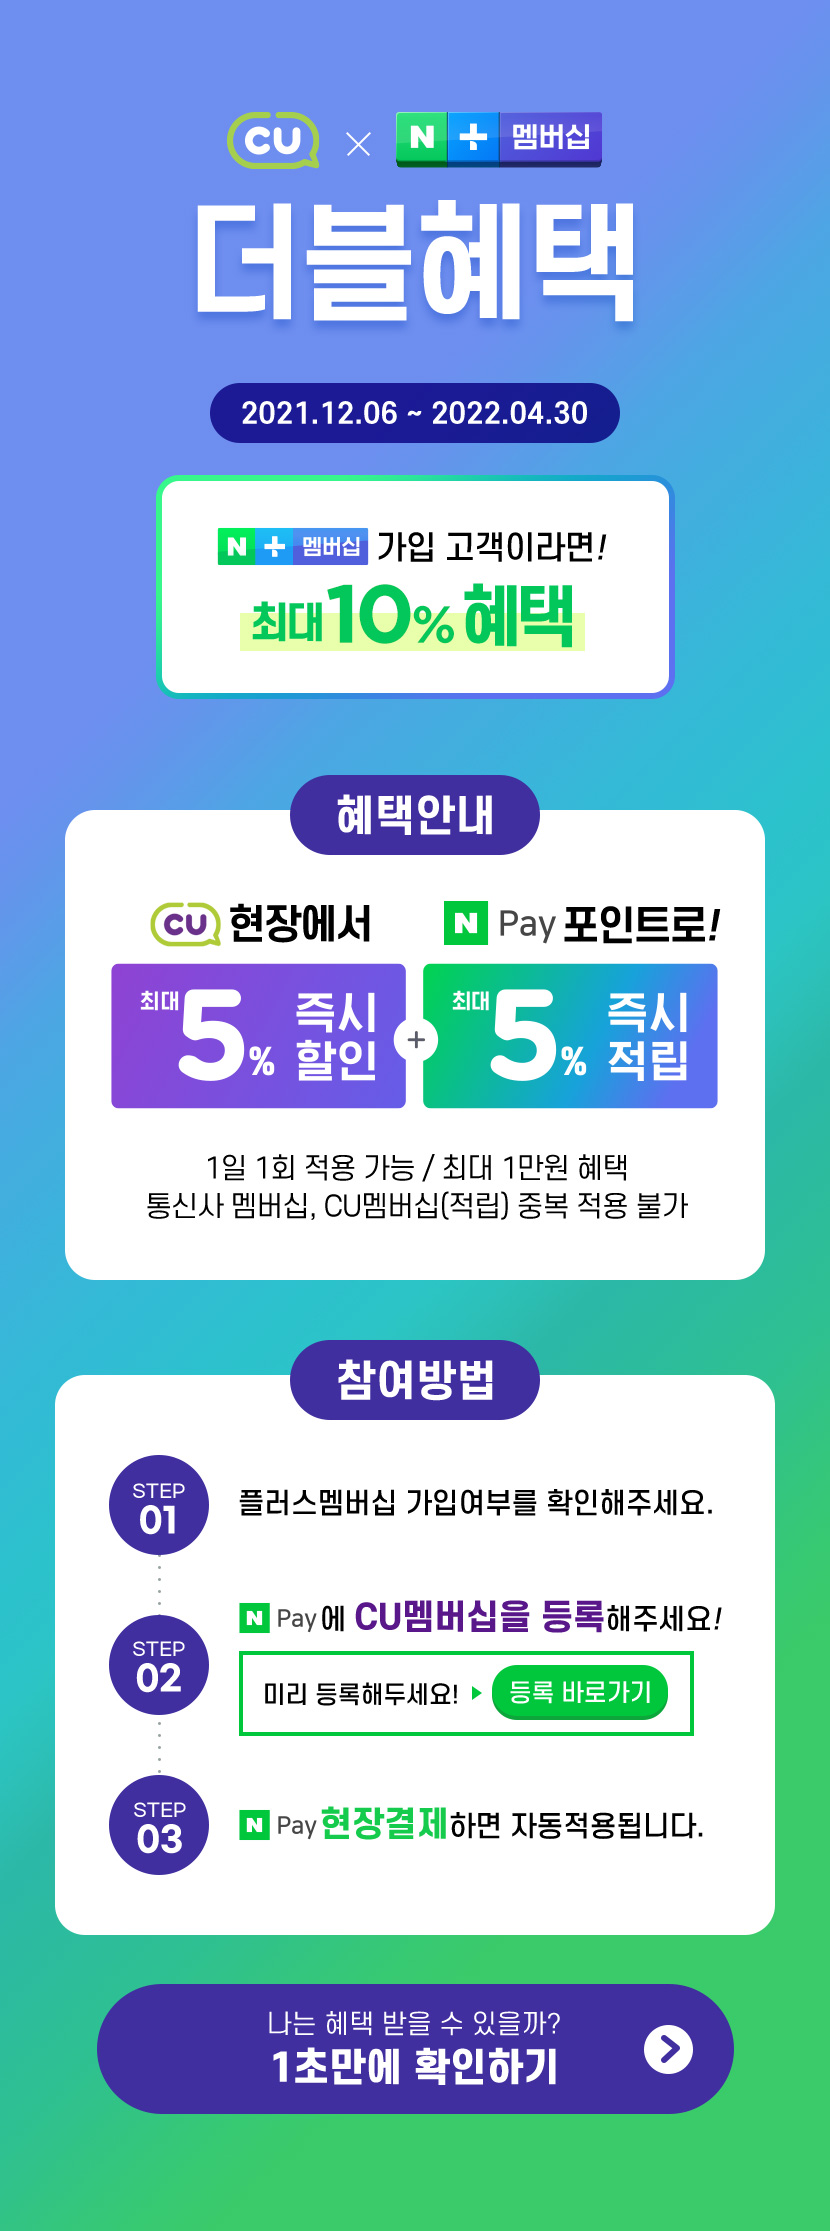 CU × N + 멤버십
더블혜택
2021.12.06 ~ 2022.04.30
N + 멤버십 가입 고객이라면!
최대10% 혜택
혜택안내
CU 현장에서
최대 5% 즉시 할인
+
N Pay 포인트로!
최대 5% 즉시 적립
1일 1회 적용 가능 / 최대 1만원 혜택
통신사 멤버십, CU멤버십(적립) 중복 적용 불가
참여방법
STEP 01
플러스멤버십 가입여부를 확인해주세요.
STEP 02
N Pay에 CU멤버십을 등록해주세요!
미리 등록해두세요! 등록 바로가기
STEP 03
N Pay 현장결제하면 자동적용됩니다.
나는 혜택 받을 수 있을까?
1초만에 확인하기